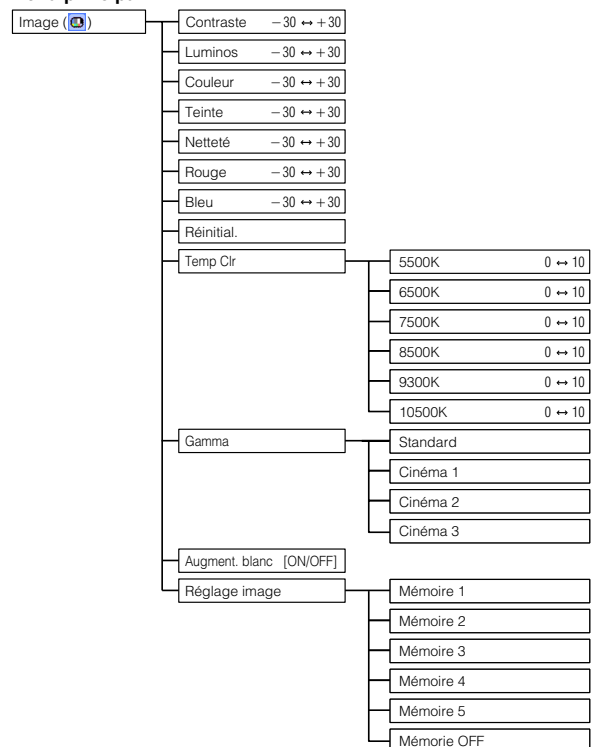 Image ( )
Contraste −30 ↔ +30
Luminos −30 ↔ +30
Couleur −30 ↔ +30
Teinte −30 ↔ +30
Netteté −30 ↔ +30
Rouge −30 ↔ +30
Bleu −30 ↔ +30
Réinitial.
Temp Clr
5500K 0 ↔ 10
6500K 0 ↔ 10
7500K 0 ↔ 10
8500K 0 ↔ 10
9300K 0 ↔ 10
10500K 0 ↔ 10
Gamma
Standard
Cinéma 1
Cinéma 2
Cinéma 3
Augment. blanc [ON/OFF]
Réglage image
Mémoire 1
Mémoire 2
Mémoire 3
Mémoire 4
Mémoire 5
Mémorie OFF